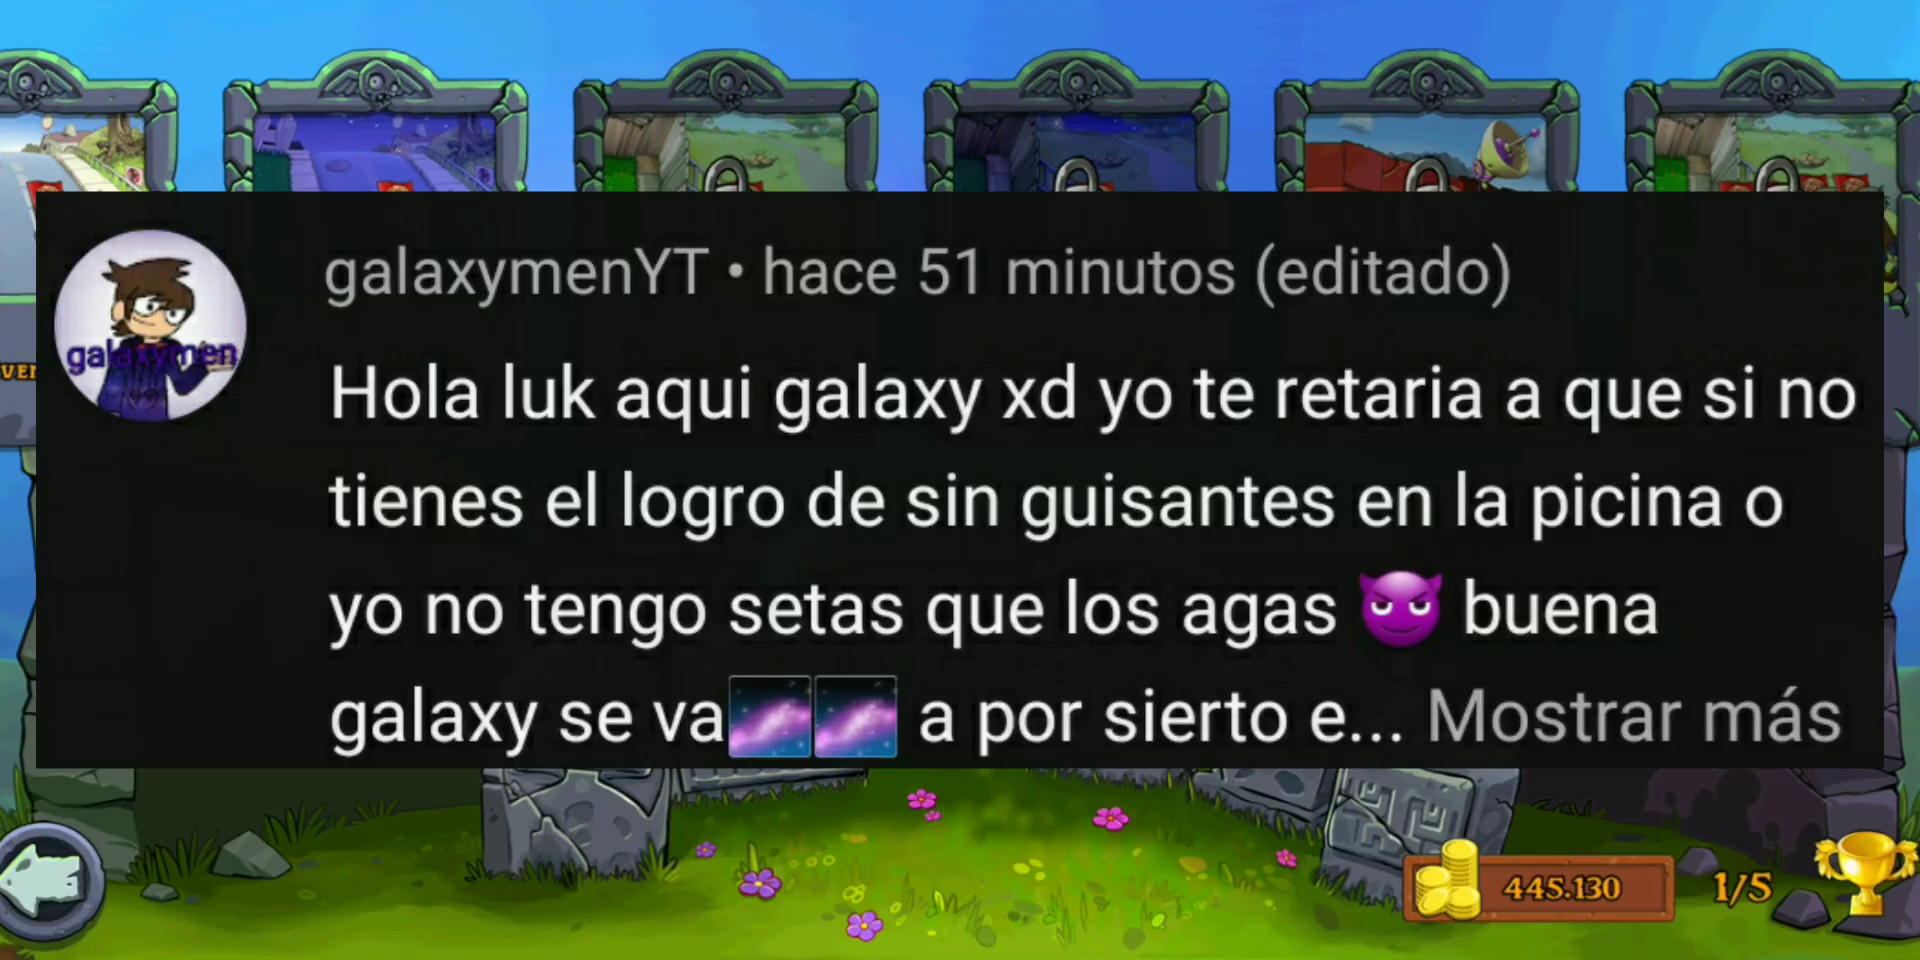 galaxymenYT • hace 51 minutos (editado)
galaxymen
Hola luk aqui galaxy xd yo te retaria a que si no
tienes el logro de sin guisantes en la picina o
yo no tengo setas que los agas 😈 buena
galaxy se va🌌🌌 a por sierto e... Mostrar más
445.130
1/5